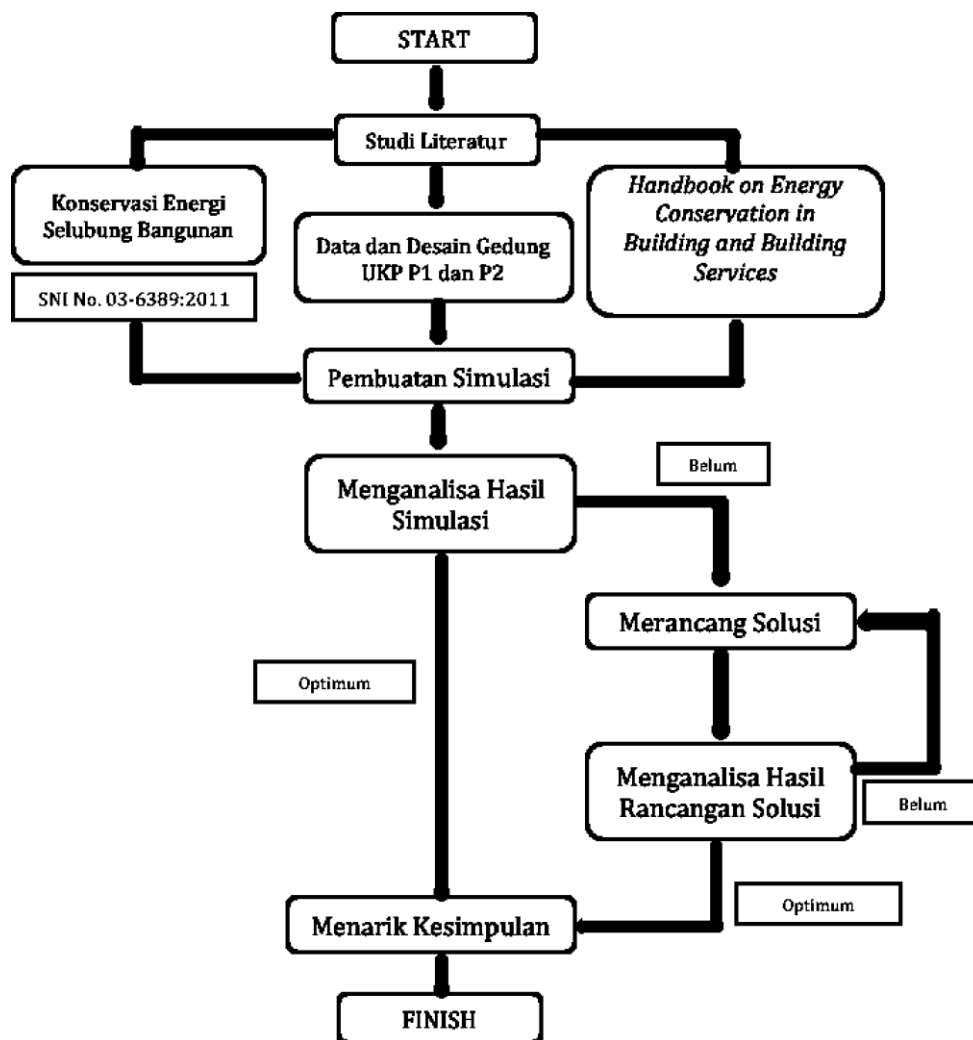 START
Studi Literatur
Konservasi Energi
Selubung Bangunan
SNI No. 03-6389:2011
Data dan Desain Gedung
UKP P1 dan P2
Handbook on Energy
Conservation in
Building and Building
Services
Pembuatan Simulasi
Menganalisa Hasil
Simulasi
Belum
Merancang Solusi
Optimum
Menganalisa Hasil
Rancangan Solusi
Belum
Optimum
Menarik Kesimpulan
FINISH